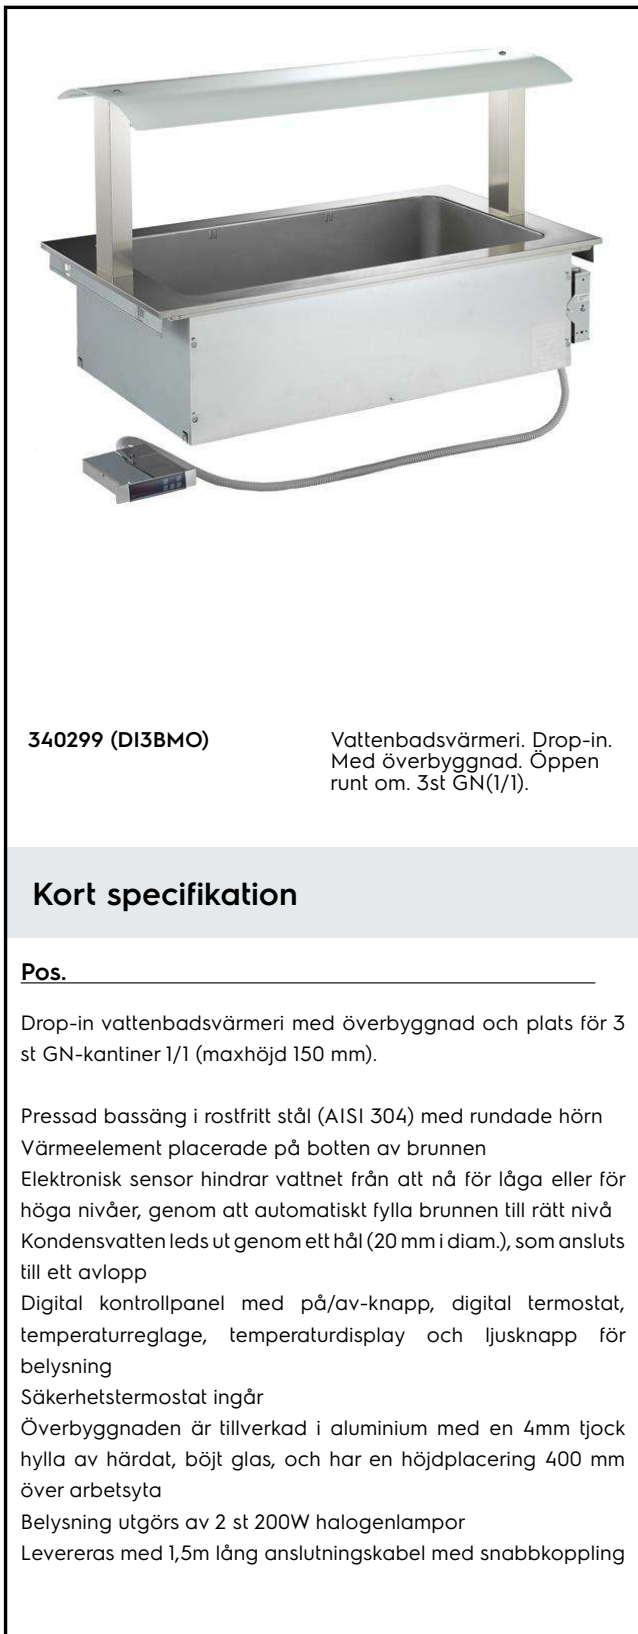 340299 (DI3BMO)
Vattenbadsvärmeri. Drop-in.
Med överbyggnad. Öppen
runt om. 3st GN(1/1).
Kort specifikation
Pos.
Drop-in vattenbadsvärmeri med överbyggnad och plats för 3
st GN-kantiner 1/1 (maxhöjd 150 mm).
Pressad bassäng i rostfritt stål (AISI 304) med rundade hörn
Värmeelement placerade på botten av brunnen
Elektronisk sensor hindrar vattnet från att nå för låga eller för
höga nivåer, genom att automatiskt fylla brunnen till rätt nivå
Kondensvatten leds ut genom ett hål (20 mm i diam.), som ansluts
till ett avlopp
Digital kontrollpanel med på/av-knapp, digital termostat,
temperaturreglage, temperaturdisplay och ljusknapp för
belysning
Säkerhetstermostat ingår
Överbyggnaden är tillverkad i aluminium med en 4mm tjock
hylla av härdat, böjt glas, och har en höjdplacering 400 mm
över arbetsyta
Belysning utgörs av 2 st 200W halogenlampor
Levereras med 1,5m lång anslutningskabel med snabbkoppling